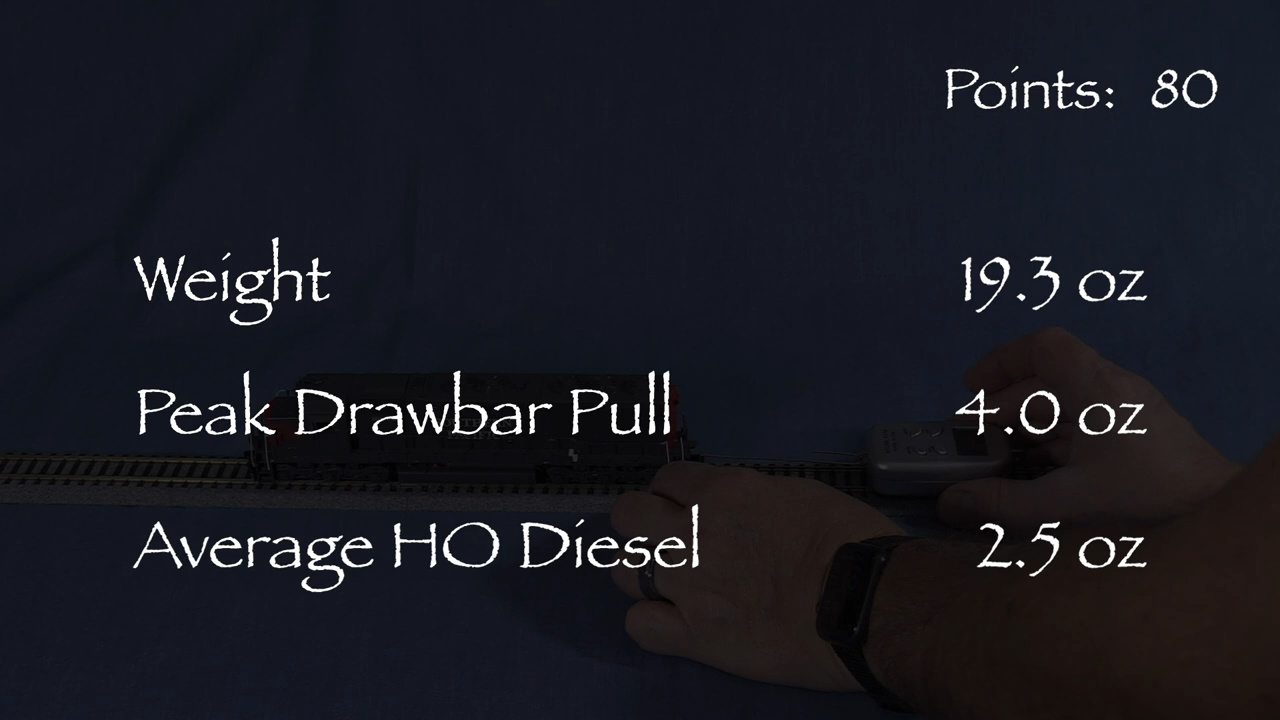 Points: 80
Weight 19.3 oz
Peak Drawbar Pull 4.0 oz
Average HO Diesel 2.5 oz